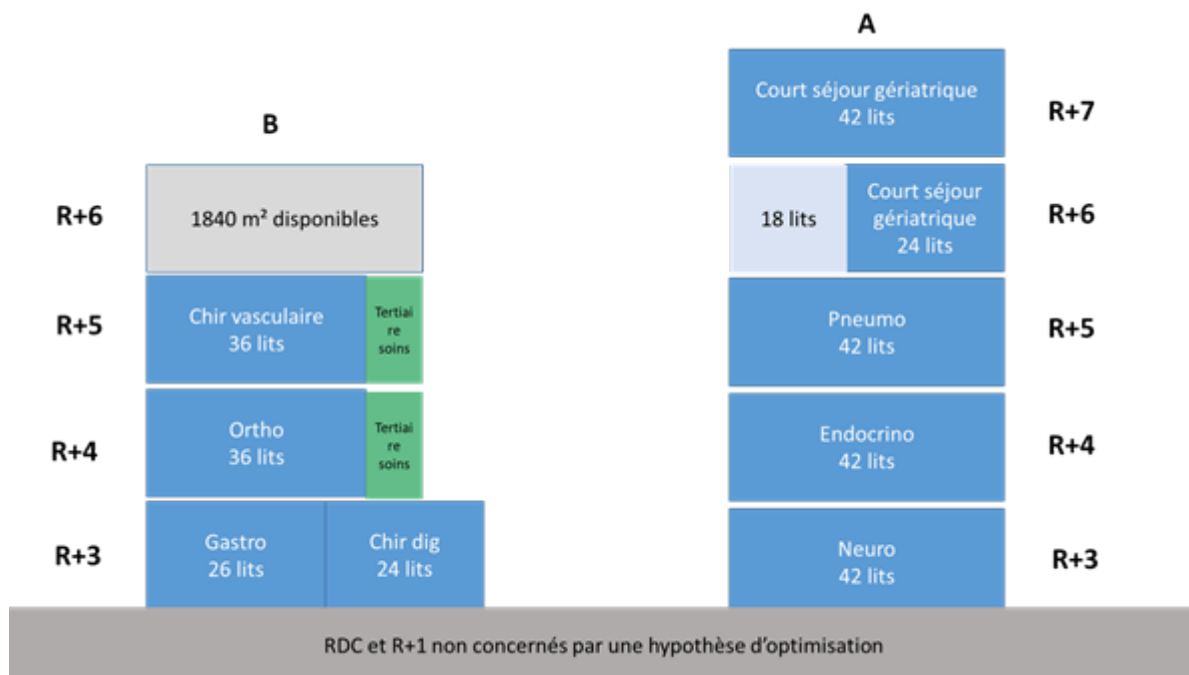 A
Court séjour gériatrique
42 lits
R+7
B
R+6
1840 m² disponibles
18 lits
Court séjour
gériatrique
24 lits
R+6
R+5
Chir vasculaire
36 lits
Tertiai
re
soins
Pneumo
42 lits
R+5
R+4
Ortho
36 lits
Tertiai
re
soins
Endocrino
42 lits
R+4
R+3
Gastro
26 lits
Chir dig
24 lits
Neuro
42 lits
R+3
RDC et R+1 non concernés par une hypothèse d’optimisation